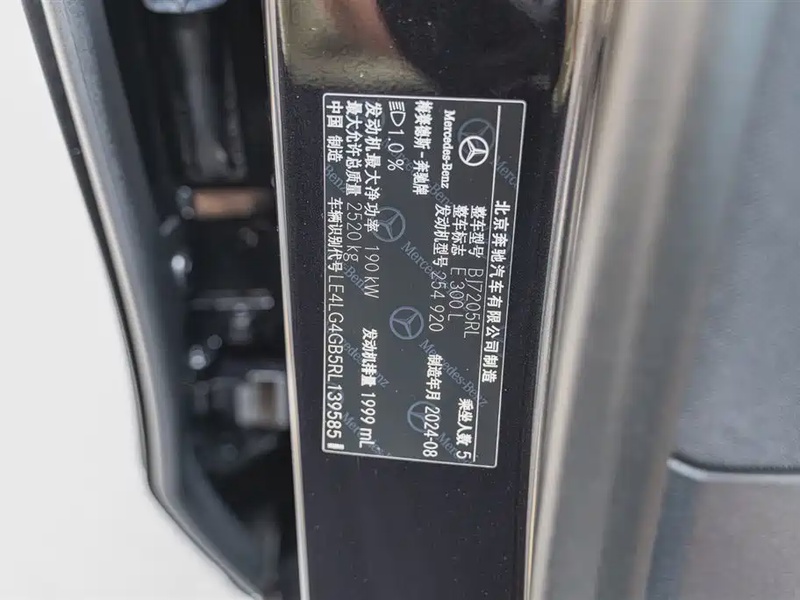 北京奔驰汽车有限公司制造
Mercedes-Benz
整车型号 BJ7205RL
乘坐人数 5
整车标志 E 300 L
梅赛德斯-奔驰牌
发动机型号 254 920
制造年月 2024-08
1.0%
发动机最大净功率 190 kW
发动机排量 1999 mL
最大允许总质量 2520 kg
中国 制造
车辆识别代号 LE4LG4GB5RL139585